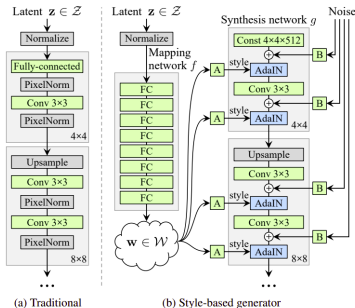 Latent z ∈ Z
Normalize
Fully-connected
PixelNorm
Conv 3×3
PixelNorm
4×4
Upsample
Conv 3×3
PixelNorm
Conv 3×3
PixelNorm
8×8
...
(a) Traditional
Latent z ∈ Z
Normalize
Mapping
network f
FC
FC
FC
FC
FC
FC
FC
FC
w ∈ W
A
style
A
style
A
style
A
style
Noise
Synthesis network g
Const 4×4×512
+
B
AdaIN
Conv 3×3
+
B
AdaIN
4×4
Upsample
Conv 3×3
+
B
AdaIN
Conv 3×3
+
B
AdaIN
8×8
...
(b) Style-based generator